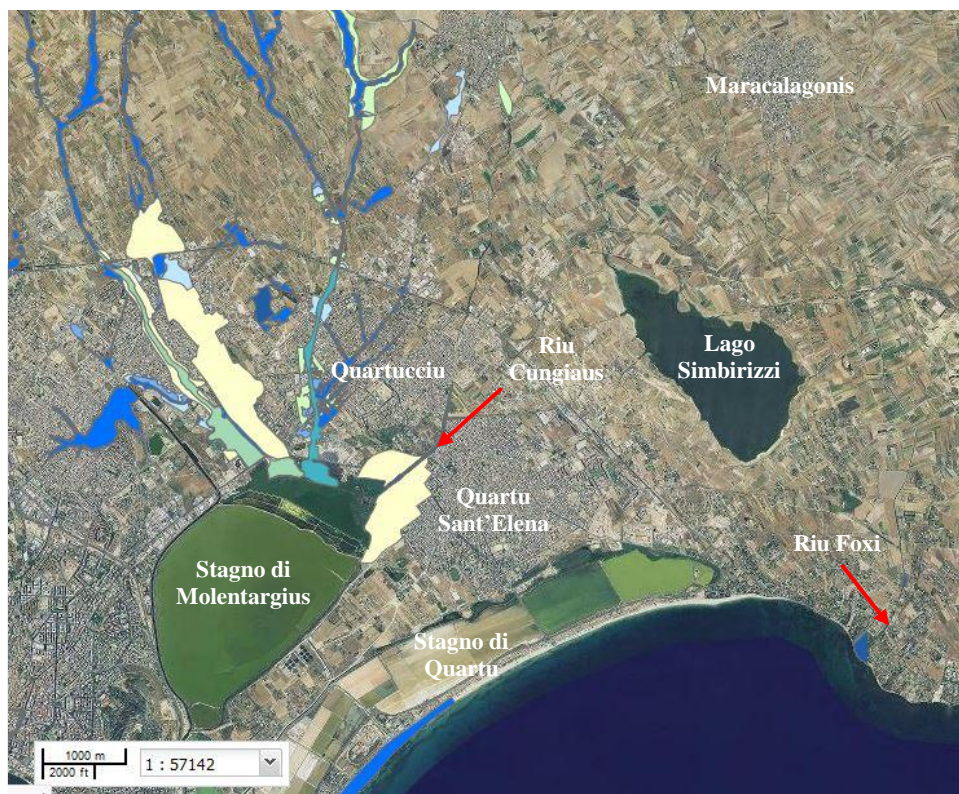 Maracalagonis
Riu
Cungiaus
Lago
Simbirizzi
Quartucciu
Quartu
Sant'Elena
Riu Foxi
Stagno di
Molentargius
Stagno di
Quartu
1000 m
2000 ft
1 : 57142